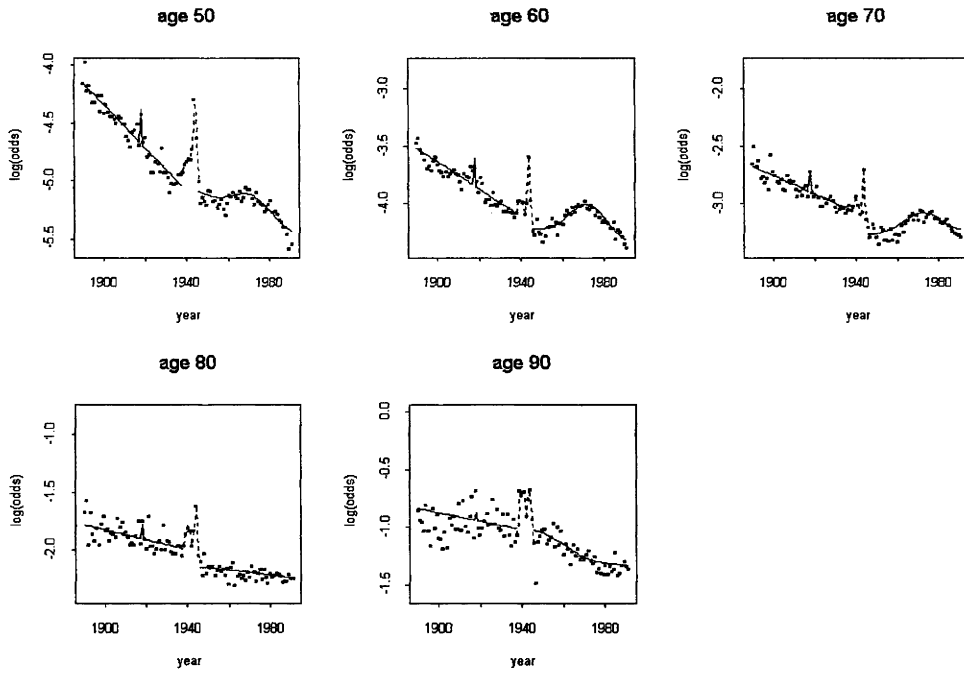 age 50
log(odds)
-4.0
-4.5
-5.0
-5.5
1900
1940
1980
year
age 60
log(odds)
-3.0
-3.5
-4.0
1900
1940
1980
year
age 70
log(odds)
-2.0
-2.5
-3.0
1900
1940
1980
year
age 80
log(odds)
-1.0
-1.5
-2.0
1900
1940
1980
year
age 90
log(odds)
0.0
-0.5
-1.0
-1.5
1900
1940
1980
year